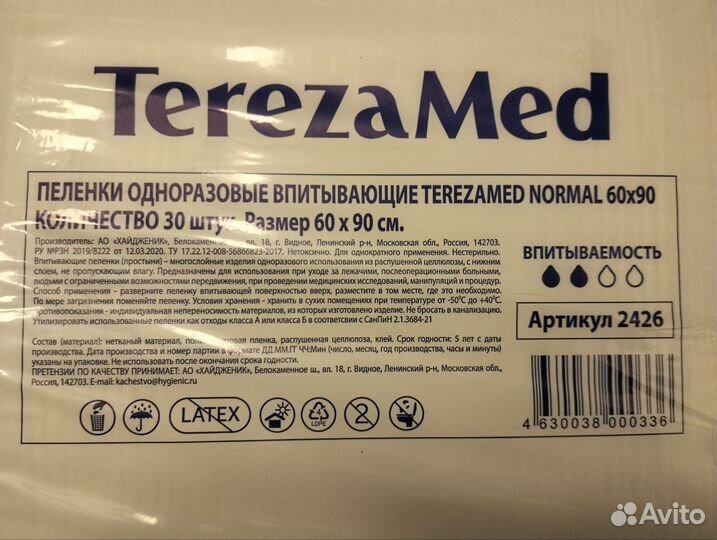 TerezaMed
ПЕЛЕНКИ ОДНОРАЗОВЫЕ ВПИТЫВАЮЩИЕ TEREZAMED NORMAL 60x90
КОЛИЧЕСТВО 30 штук. Размер 60 x 90 см.
Производитель: АО «ХАЙДЖЕНИК», Белокаменное ш., вл. 18, г. Видное, Ленинский р-н, Московская обл., Россия, 142703.
РУ №РЗН 2019/8222 от 12.03.2020. ТУ 17.22.12-008-56866823-2017. Нетоксично. Для однократного применения. Нестерильно.
Впитывающие пеленки (простыни) - многослойные изделия одноразового использования из распушенной целлюлозы, с нижним
слоем, не пропускающим влагу. Предназначены для использования при уходе за лежачими, послеоперационными больными,
людьми с ограниченными возможностями передвижения, при проведении медицинских исследований, манипуляций и процедур.
Способ применения - разверните пеленку впитывающей поверхностью вверх, разместите в том месте, где это необходимо.
По мере загрязнения поменяйте пеленку. Условия хранения - хранить в сухих помещениях при температуре от -50°С до +40°С.
Противопоказания - индивидуальная непереносимость материалов, из которых изготовлено изделие. Не бросать в канализацию.
Утилизировать использованные пеленки как отходы класса А или класса Б в соответсвии с СанПиН 2.1.3684-21
Состав (материал): нетканый материал, полиэтиленовая пленка, распушенная целлюлоза, клей. Срок годности: 5 лет с даты
производства. Дата производства и номер партии в формате ДД.ММ.ГГ ЧЧ:Мин (число, месяц, год производства, часы и минуты)
указаны на упаковке. Не использовать после окончания срока годности.
ПРЕТЕНЗИИ ПО КАЧЕСТВУ ПРИНИМАЕТ: АО «ХАЙДЖЕНИК», Белокаменное ш., вл. 18, г. Видное, Ленинский р-н, Московская обл.,
Россия, 142703. E-mail: kachestvo@hygienic.ru
ВПИТЫВАЕМОСТЬ
Артикул 2426
LATEX
4
LDPE
2
4 630038 000336
Avito